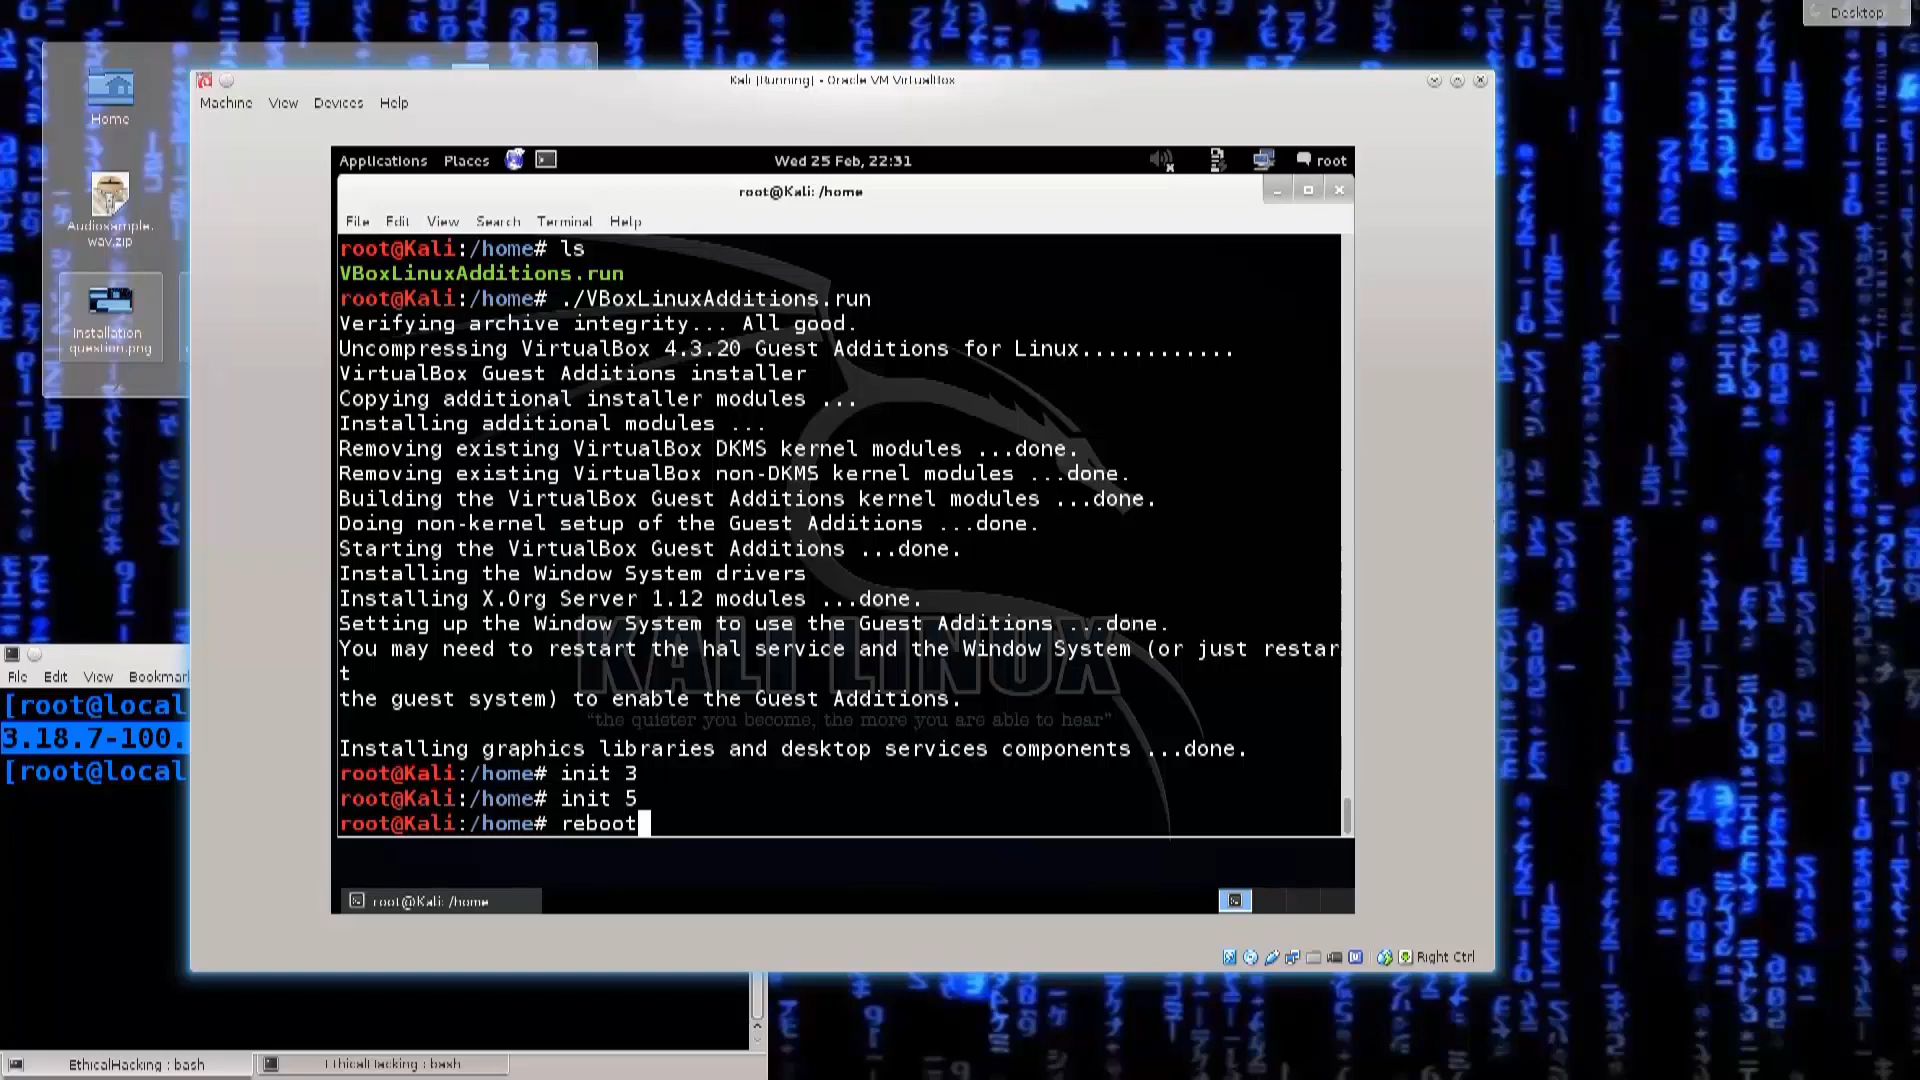 Desktop
Home
Audioxample.
wav.zip
Installation
question.png
Kali [Running] - Oracle VM VirtualBox
Machine View Devices Help
Applications Places Wed 25 Feb, 22:31 root
root@Kali: /home
File Edit View Search Terminal Help
root@Kali:/home# ls
VBoxLinuxAdditions.run
root@Kali:/home# ./VBoxLinuxAdditions.run
Verifying archive integrity... All good.
Uncompressing VirtualBox 4.3.20 Guest Additions for Linux............
VirtualBox Guest Additions installer
Copying additional installer modules ...
Installing additional modules ...
Removing existing VirtualBox DKMS kernel modules ...done.
Removing existing VirtualBox non-DKMS kernel modules ...done.
Building the VirtualBox Guest Additions kernel modules ...done.
Doing non-kernel setup of the Guest Additions ...done.
Starting the VirtualBox Guest Additions ...done.
Installing the Window System drivers
Installing X.Org Server 1.12 modules ...done.
Setting up the Window System to use the Guest Additions ...done.
You may need to restart the hal service and the Window System (or just restar
t
the guest system) to enable the Guest Additions.
KALI LINUX
"the quieter you become, the more you are able to hear"
Installing graphics libraries and desktop services components ...done.
root@Kali:/home# init 3
root@Kali:/home# init 5
root@Kali:/home# reboot
root@Kali: /home
Right Ctrl
File Edit View Bookmar
[root@local
3.18.7-100.
[root@local
EthicalHacking : bash
EthicalHacking : bash